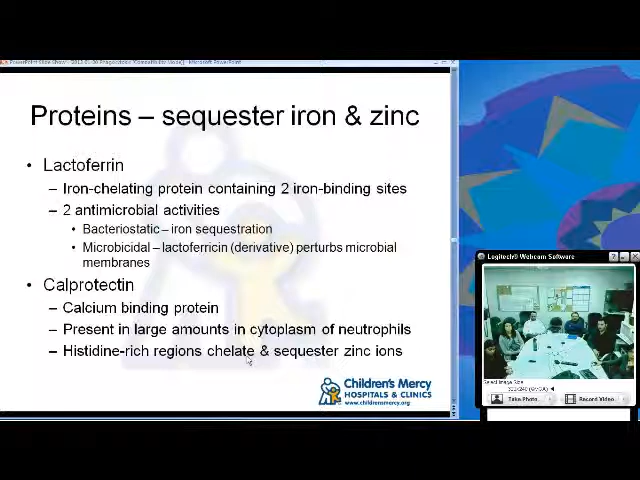 Proteins – sequester iron & zinc
• Lactoferrin
– Iron-chelating protein containing 2 iron-binding sites
– 2 antimicrobial activities
• Bacteriostatic – iron sequestration
• Microbicidal – lactoferricin (derivative) perturbs microbial
membranes
• Calprotectin
– Calcium binding protein
– Present in large amounts in cytoplasm of neutrophils
– Histidine-rich regions chelate & sequester zinc ions
Children's Mercy
HOSPITALS & CLINICS
www.childrensmercy.org
Logitech® Webcam Software
Select Image Size
Take Photo
Record Video